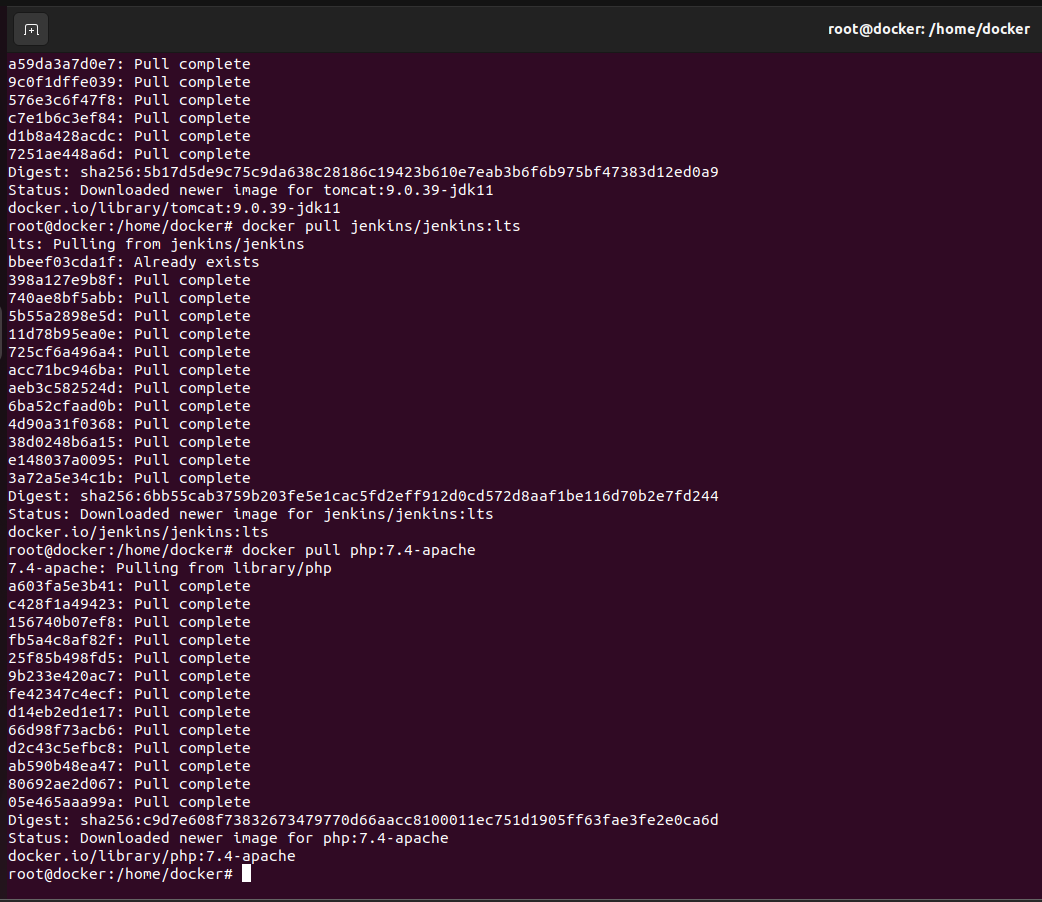 root@docker: /home/docker
a59da3a7d0e7: Pull complete
9c0f1dffe039: Pull complete
576e3c6f47f8: Pull complete
c7e1b6c3ef84: Pull complete
d1b8a428acdc: Pull complete
7251ae448a6d: Pull complete
Digest: sha256:5b17d5de9c75c9da638c28186c19423b610e7eab3b6f6b975bf47383d12ed0a9
Status: Downloaded newer image for tomcat:9.0.39-jdk11
docker.io/library/tomcat:9.0.39-jdk11
root@docker:/home/docker# docker pull jenkins/jenkins:lts
lts: Pulling from jenkins/jenkins
bbeef03cda1f: Already exists
398a127e9b8f: Pull complete
740ae8bf5abb: Pull complete
5b55a2898e5d: Pull complete
11d78b95ea0e: Pull complete
725cf6a496a4: Pull complete
acc71bc946ba: Pull complete
aeb3c582524d: Pull complete
6ba52cfaad0b: Pull complete
4d90a31f0368: Pull complete
38d0248b6a15: Pull complete
e148037a0095: Pull complete
3a72a5e34c1b: Pull complete
Digest: sha256:6bb55cab3759b203fe5e1cac5fd2eff912d0cd572d8aaf1be116d70b2e7fd244
Status: Downloaded newer image for jenkins/jenkins:lts
docker.io/jenkins/jenkins:lts
root@docker:/home/docker# docker pull php:7.4-apache
7.4-apache: Pulling from library/php
a603fa5e3b41: Pull complete
c428f1a49423: Pull complete
156740b07ef8: Pull complete
fb5a4c8af82f: Pull complete
25f85b498fd5: Pull complete
9b233e420ac7: Pull complete
fe42347c4ecf: Pull complete
d14eb2ed1e17: Pull complete
66d98f73acb6: Pull complete
d2c43c5efbc8: Pull complete
ab590b48ea47: Pull complete
80692ae2d067: Pull complete
05e465aaa99a: Pull complete
Digest: sha256:c9d7e608f73832673479770d66aacc8100011ec751d1905ff63fae3fe2e0ca6d
Status: Downloaded newer image for php:7.4-apache
docker.io/library/php:7.4-apache
root@docker:/home/docker#